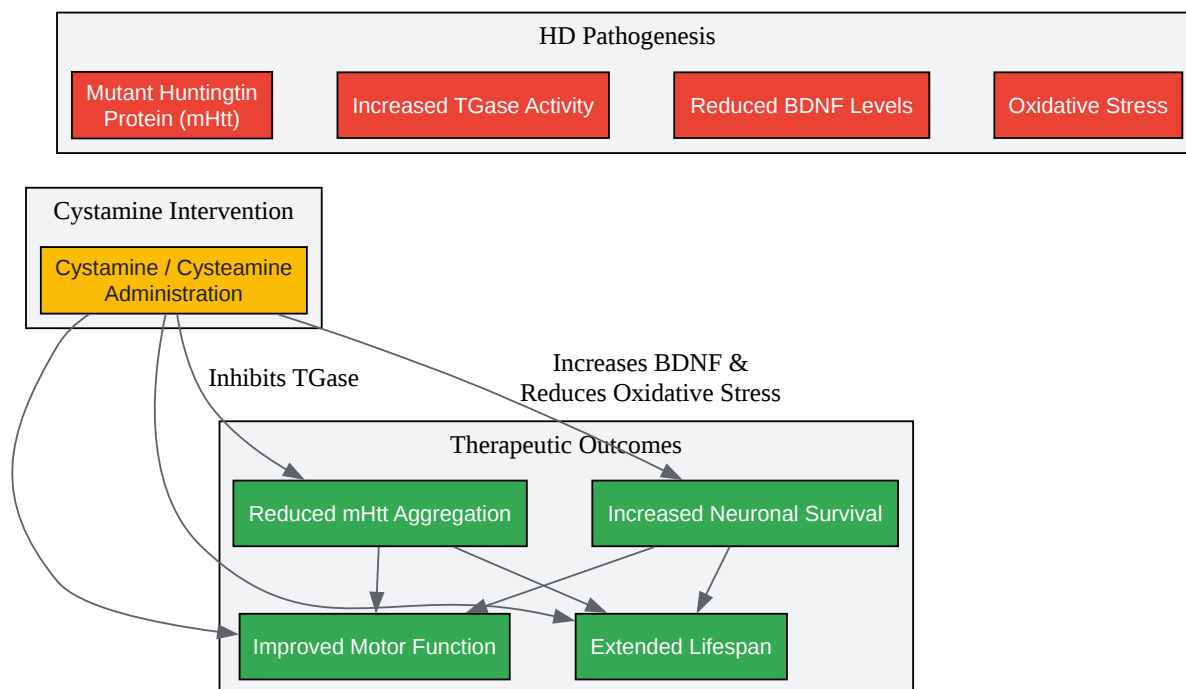 HD Pathogenesis
Mutant Huntingtin
Protein (mHtt)
Increased TGase Activity
Reduced BDNF Levels
Oxidative Stress
Cystamine Intervention
Cystamine / Cysteamine
Administration
Inhibits TGase
Increases BDNF &
Reduces Oxidative Stress
Therapeutic Outcomes
Reduced mHtt Aggregation
Increased Neuronal Survival
Improved Motor Function
Extended Lifespan